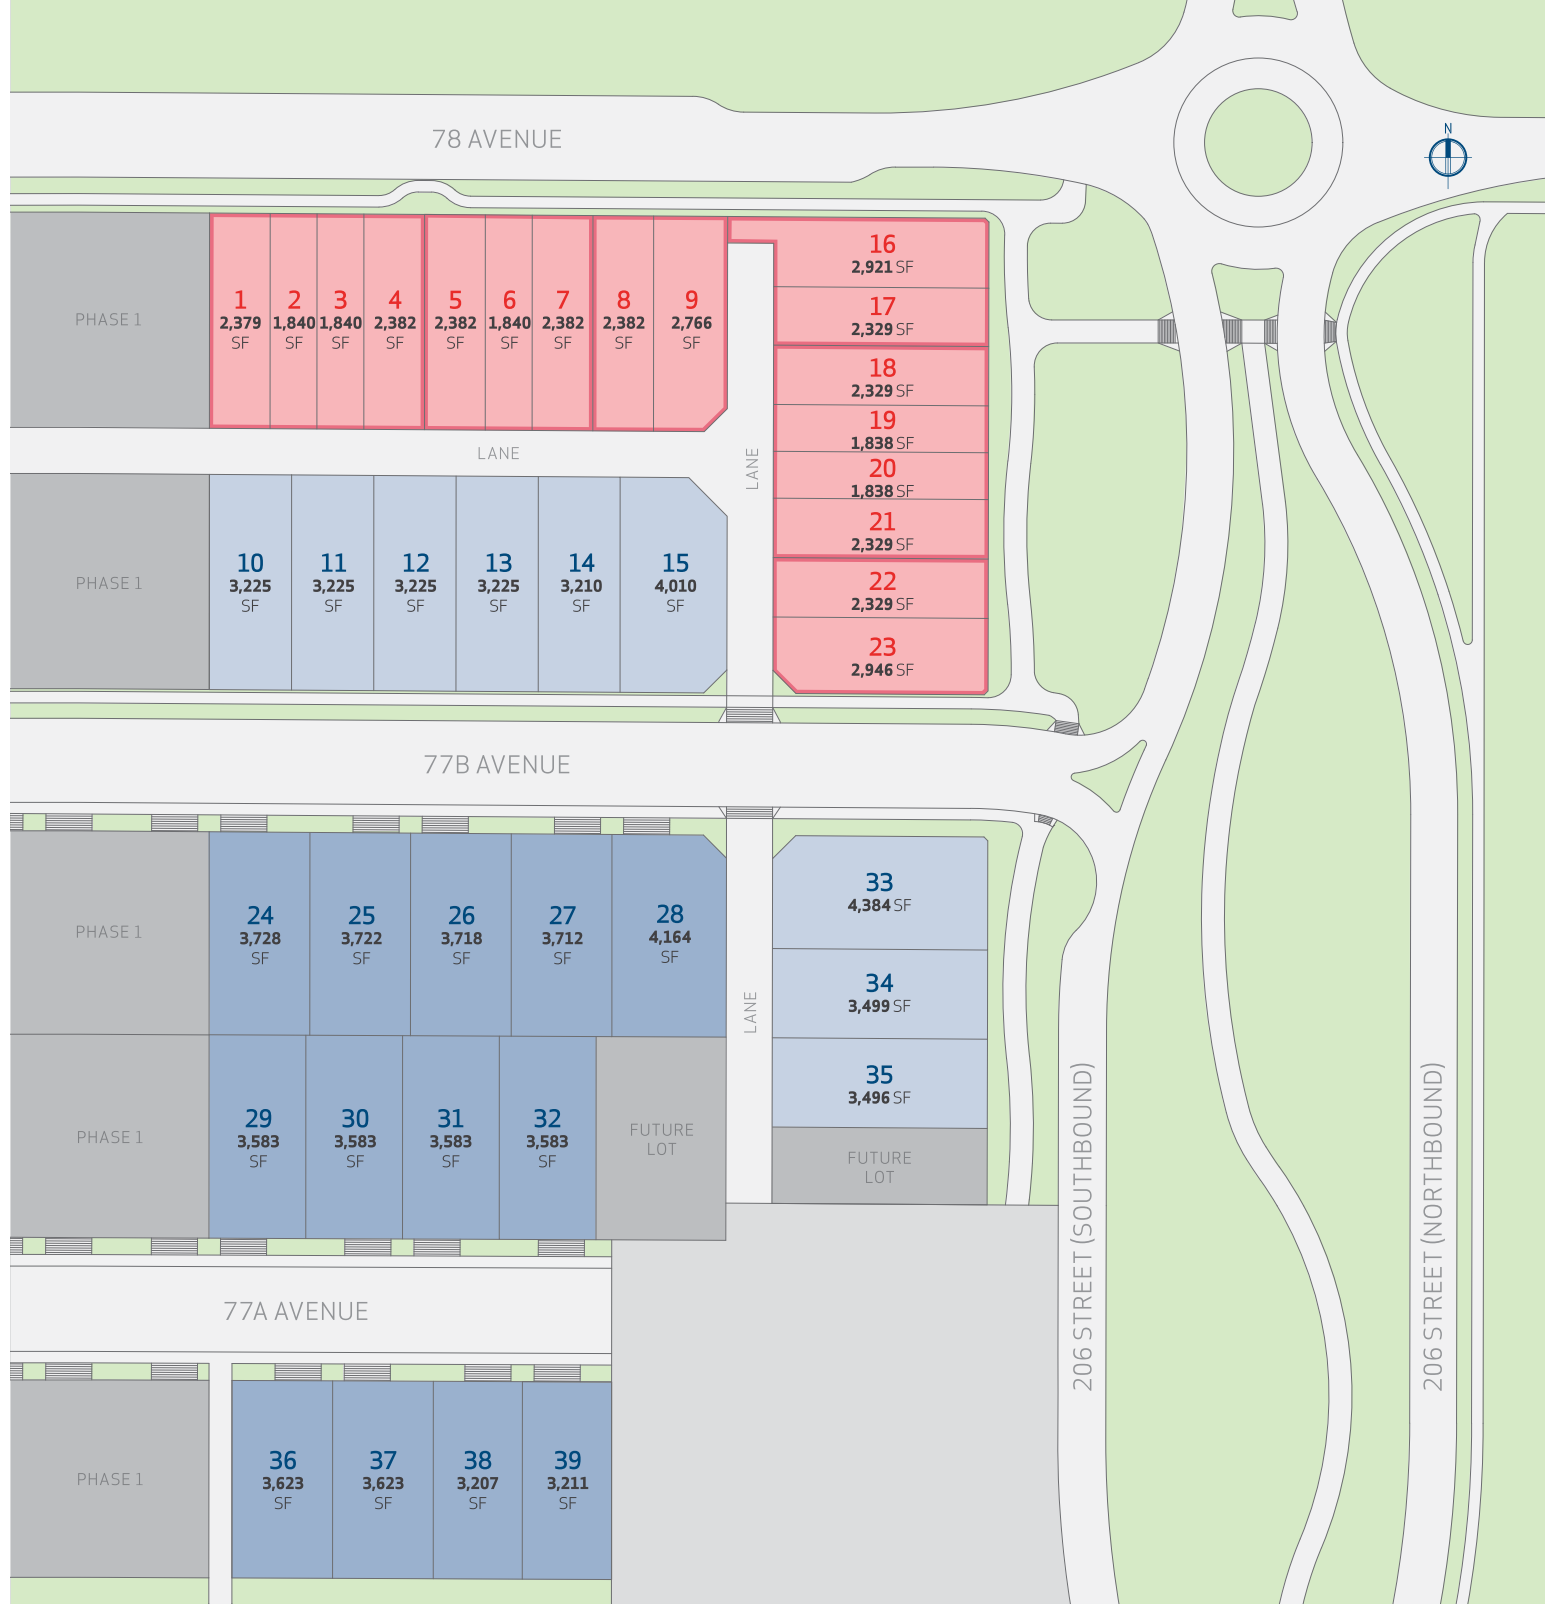 78 AVENUE
N
PHASE 1
1
2,379
SF
2
1,840
SF
3
1,840
SF
4
2,382
SF
5
2,382
SF
6
1,840
SF
7
2,382
SF
8
2,382
SF
9
2,766
SF
16
2,921 SF
17
2,329 SF
18
2,329 SF
19
1,838 SF
20
1,838 SF
21
2,329 SF
22
2,329 SF
23
2,946 SF
LANE
LANE
PHASE 1
10
3,225
SF
11
3,225
SF
12
3,225
SF
13
3,225
SF
14
3,210
SF
15
4,010
SF
77B AVENUE
PHASE 1
24
3,728
SF
25
3,722
SF
26
3,718
SF
27
3,712
SF
28
4,164
SF
33
4,384 SF
34
3,499 SF
35
3,496 SF
LANE
PHASE 1
29
3,583
SF
30
3,583
SF
31
3,583
SF
32
3,583
SF
FUTURE
LOT
FUTURE
LOT
206 STREET (SOUTHBOUND)
206 STREET (NORTHBOUND)
77A AVENUE
PHASE 1
36
3,623
SF
37
3,623
SF
38
3,207
SF
39
3,211
SF